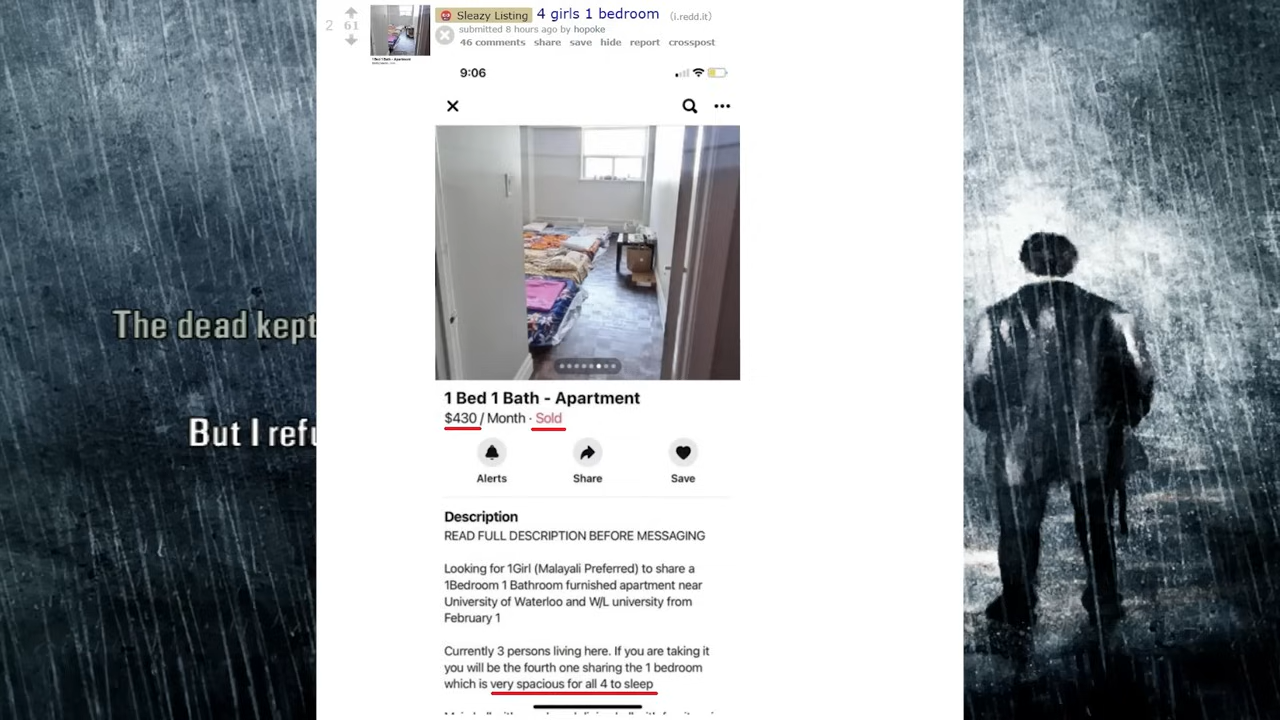 Sleazy Listing 4 girls 1 bedroom (i.redd.it)
2 61
submitted 8 hours ago by hopoke
46 comments share save hide report crosspost
9:06
The dead kept
But I refu
1 Bed 1 Bath - Apartment
$430 / Month · Sold
Alerts Share Save
Description
READ FULL DESCRIPTION BEFORE MESSAGING
Looking for 1Girl (Malayali Preferred) to share a
1Bedroom 1 Bathroom furnished apartment near
University of Waterloo and W/L university from
February 1
Currently 3 persons living here. If you are taking it
you will be the fourth one sharing the 1 bedroom
which is very spacious for all 4 to sleep